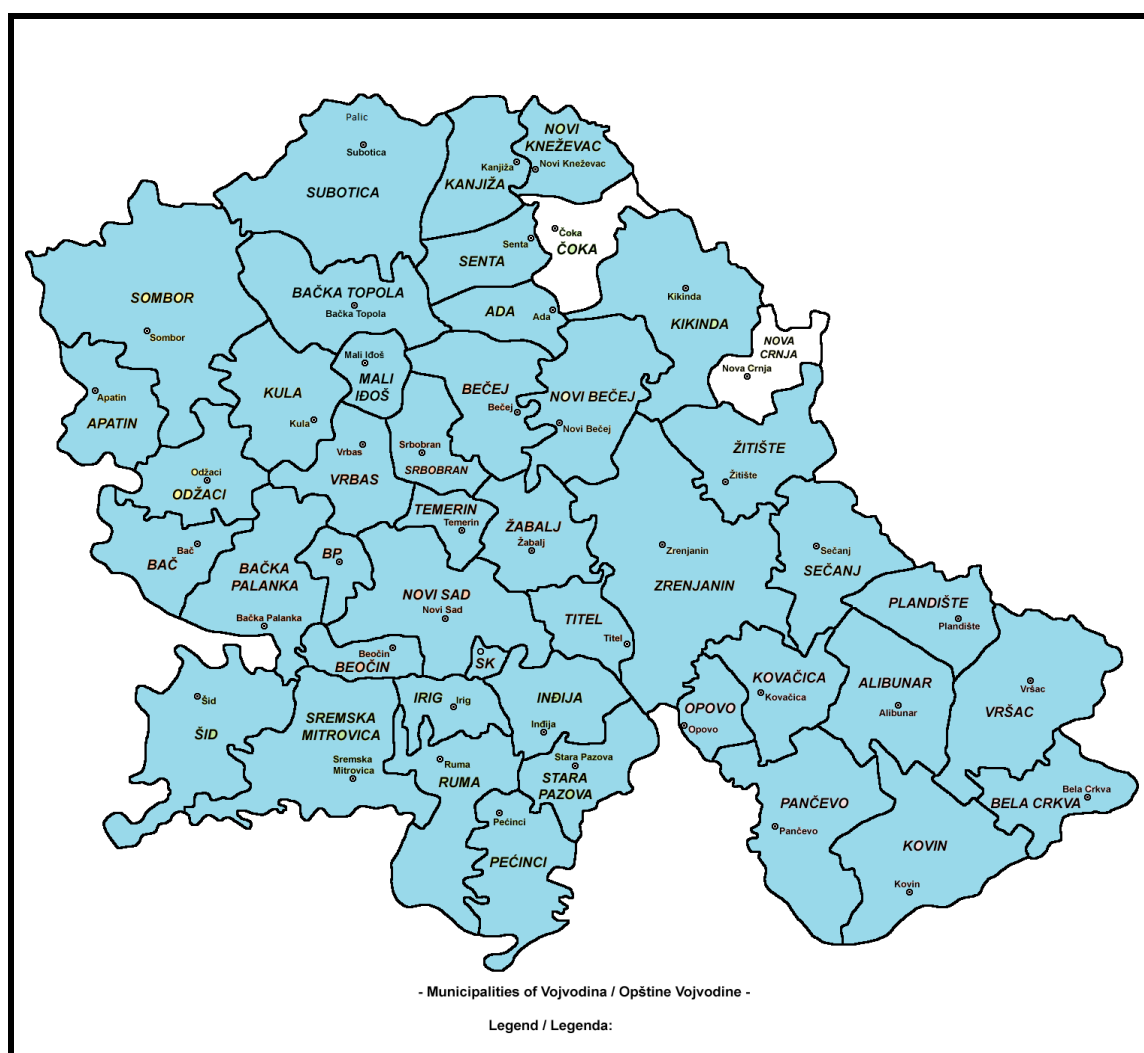 Palic
Subotica
SUBOTICA
Kanjiža
KANJIŽA
NOVI
KNEŽEVAC
Novi Kneževac
Čoka
ČOKA
Senta
SENTA
SOMBOR
Sombor
BAČKA TOPOLA
Bačka Topola
ADA
Ada
Kikinda
KIKINDA
NOVA
CRNJA
Nova Crnja
Mali Iđoš
MALI
IĐOŠ
Apatin
APATIN
KULA
Kula
BEČEJ
Bečej
NOVI BEČEJ
Novi Bečej
Vrbas
VRBAS
Srbobran
SRBOBRAN
ŽITIŠTE
Žitište
Odžaci
ODŽACI
TEMERIN
Temerin
ŽABALJ
Žabalj
Bač
BAČ
BAČKA
PALANKA
Bačka Palanka
BP
NOVI SAD
Novi Sad
Zrenjanin
ZRENJANIN
Sečanj
SEČANJ
TITEL
Titel
PLANDIŠTE
Plandište
Beočin
BEOČIN
SK
KOVAČICA
Kovačica
ALIBUNAR
Alibunar
Vršac
VRŠAC
Šid
ŠID
SREMSKA
MITROVICA
Sremska
Mitrovica
IRIG
Irig
INĐIJA
Inđija
OPOVO
Opovo
Ruma
RUMA
Stara Pazova
STARA
PAZOVA
PANČEVO
Pančevo
Bela Crkva
BELA CRKVA
Pećinci
PEĆINCI
KOVIN
Kovin
- Municipalities of Vojvodina / Opštine Vojvodine -
Legend / Legenda: